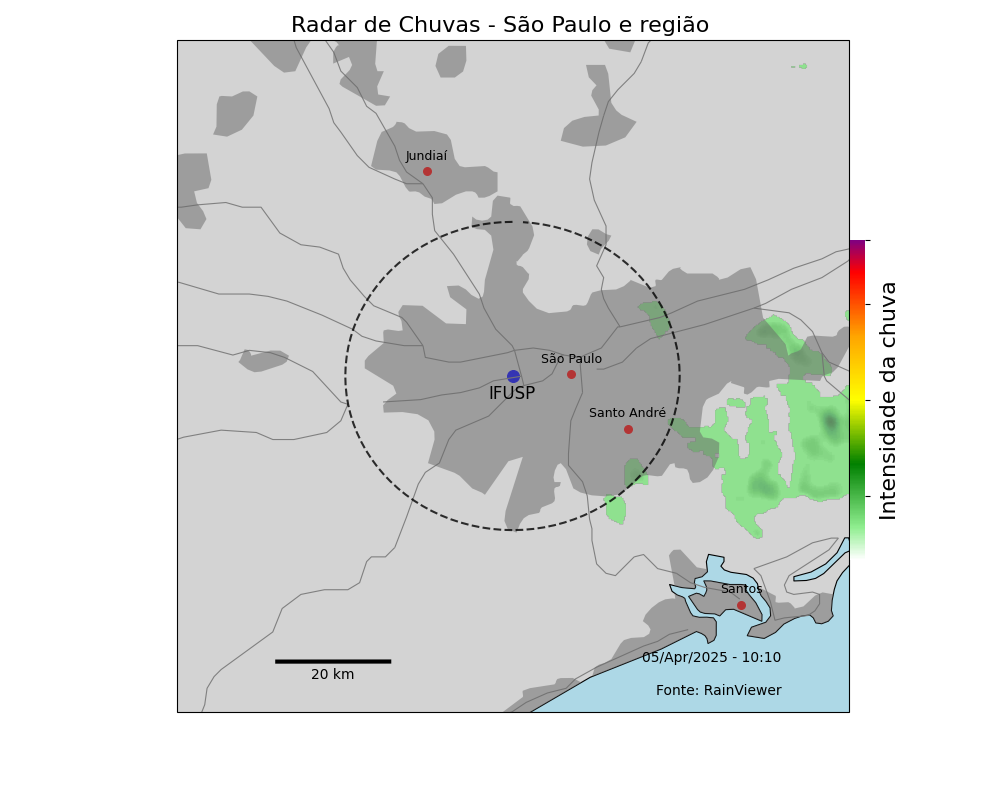 Radar de Chuvas - São Paulo e região
Jundiaí
São Paulo
IFUSP
Santo André
Intensidade da chuva
Santos
05/Apr/2025 - 10:10
20 km
Fonte: RainViewer